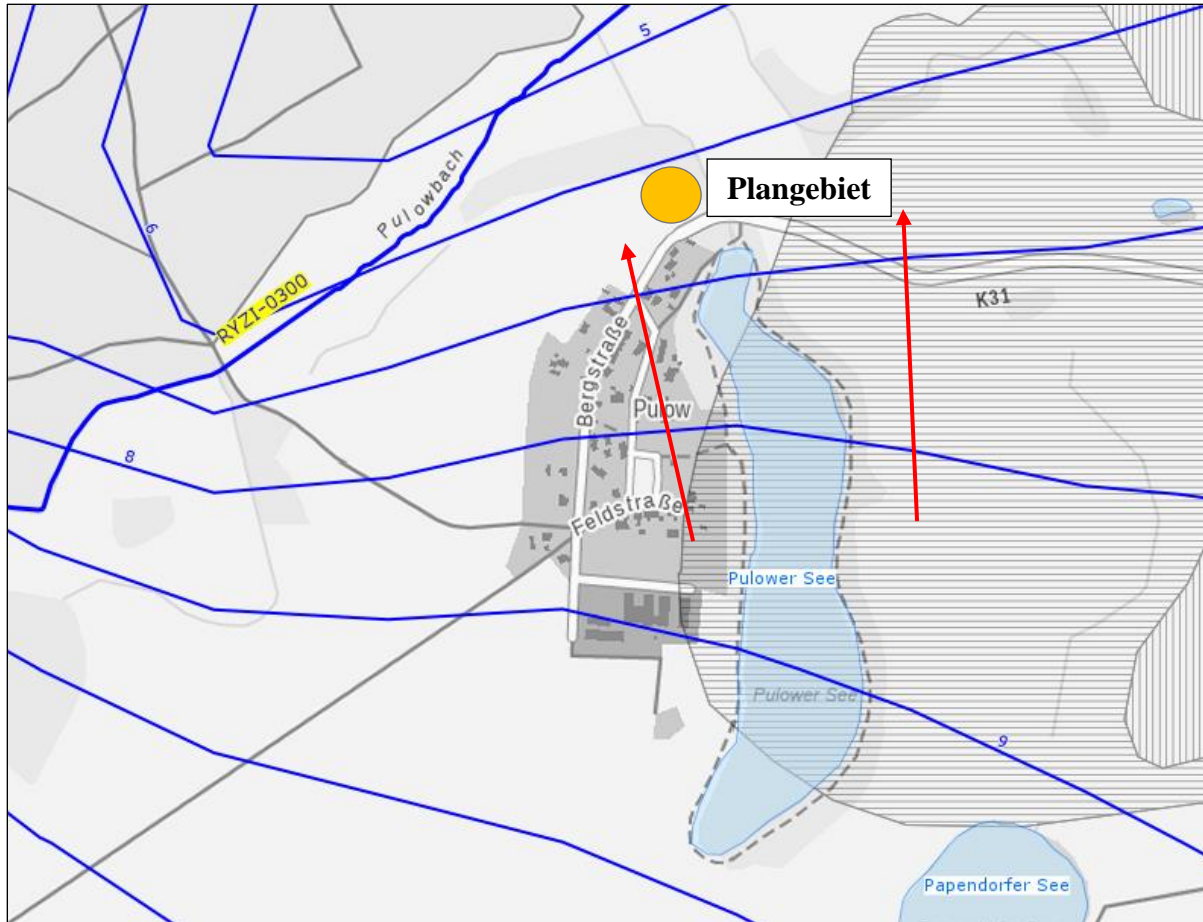 5
Pulowbach
Plangebiet
6
RYZI-0300
K31
Bergstraße
Pulow
8
Feldstraße
Pulower See
Pulower See
9
Papendorfer See